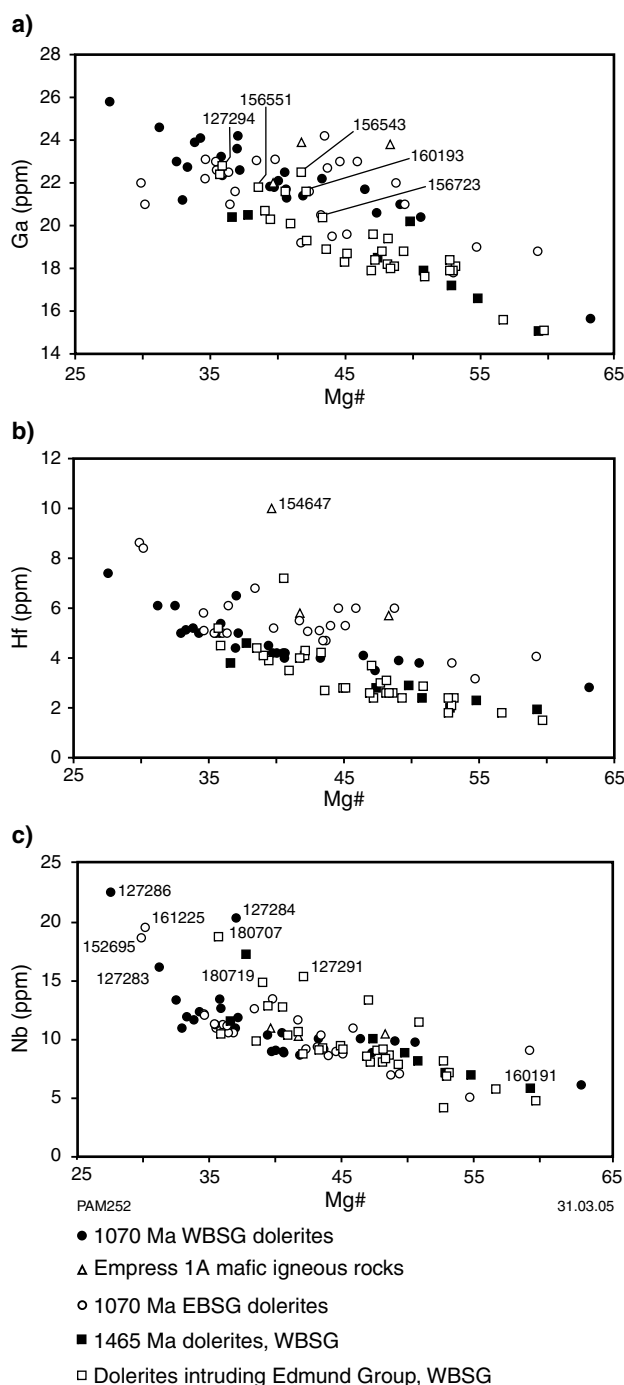 a)
28
26
24
22
20
18
16
14
Ga (ppm)
156551
127294
156543
160193
156723
25 35 45 55 65
Mg#
b)
12
10
8
6
4
2
0
Hf (ppm)
154647
25 35 45 55 65
Mg#
c)
25
20
15
10
5
0
Nb (ppm)
127286
161225
127284
152695
180707
127283
180719
127291
160191
25 35 45 55 65
Mg#
PAM252 31.03.05
1070 Ma WBSG dolerites
Empress 1A mafic igneous rocks
1070 Ma EBSG dolerites
1465 Ma dolerites, WBSG
Dolerites intruding Edmund Group, WBSG